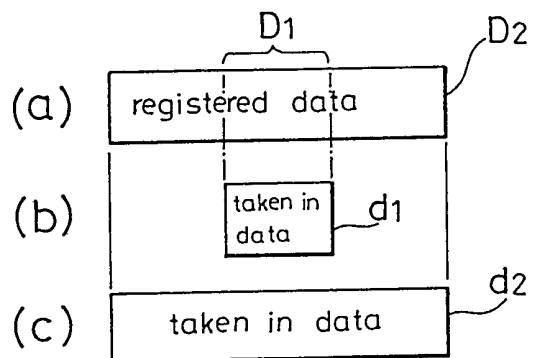 D1
D2
(a) registered data
(b) taken in
data
d1
d2
(c) taken in data